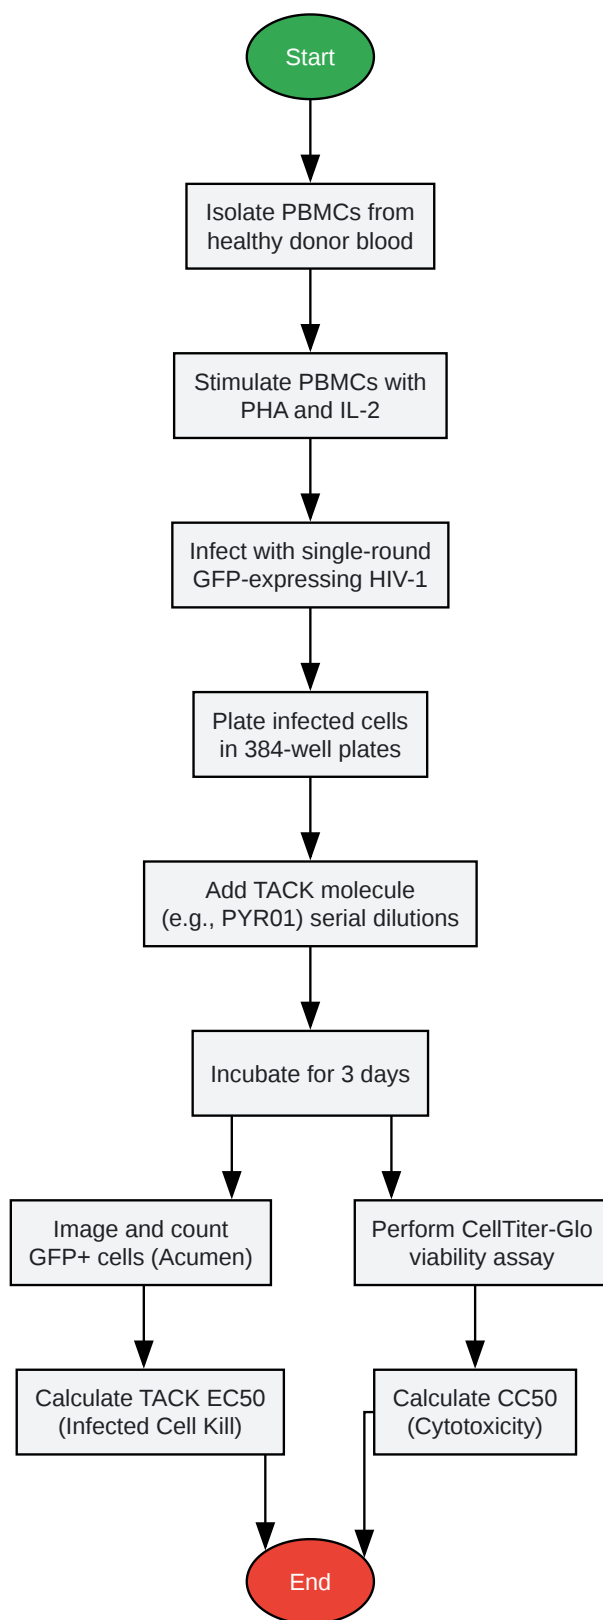 Start
Isolate PBMCs from
healthy donor blood
Stimulate PBMCs with
PHA and IL-2
Infect with single-round
GFP-expressing HIV-1
Plate infected cells
in 384-well plates
Add TACK molecule
(e.g., PYR01) serial dilutions
Incubate for 3 days
Image and count
GFP+ cells (Acumen)
Perform CellTiter-Glo
viability assay
Calculate TACK EC50
(Infected Cell Kill)
Calculate CC50
(Cytotoxicity)
End